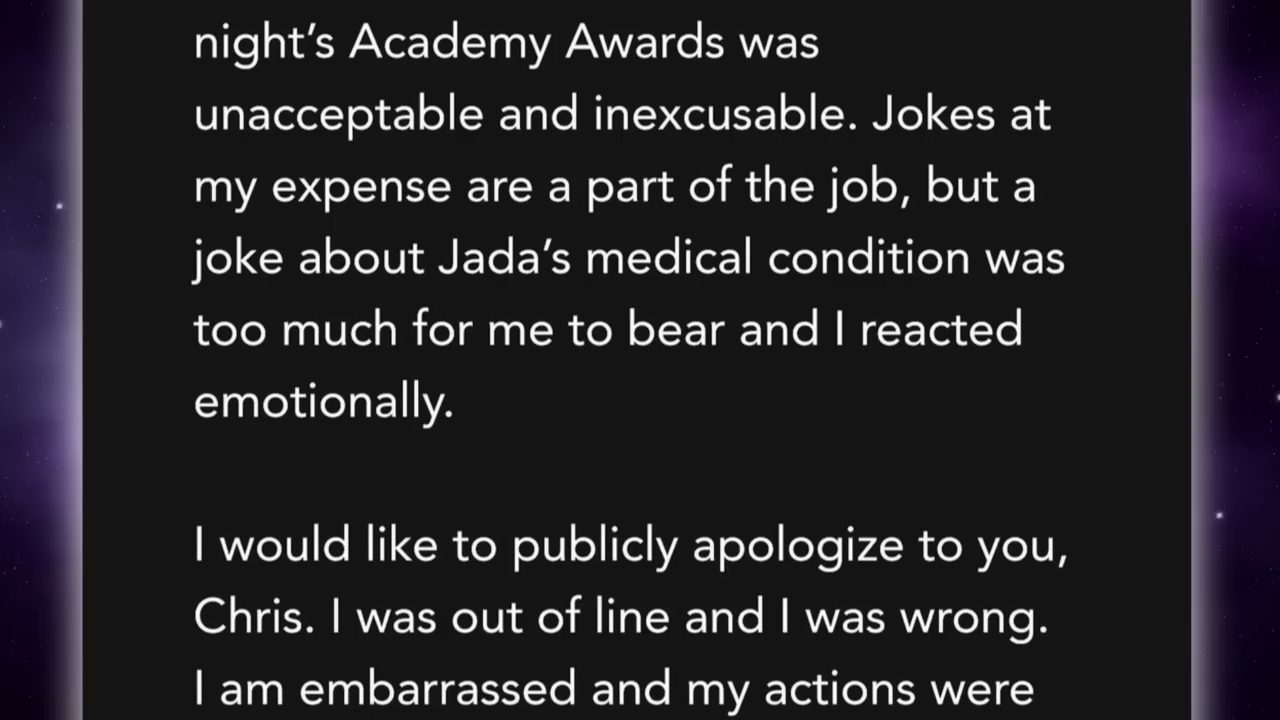 night’s Academy Awards was
unacceptable and inexcusable. Jokes at
my expense are a part of the job, but a
joke about Jada’s medical condition was
too much for me to bear and I reacted
emotionally.
I would like to publicly apologize to you,
Chris. I was out of line and I was wrong.
I am embarrassed and my actions were